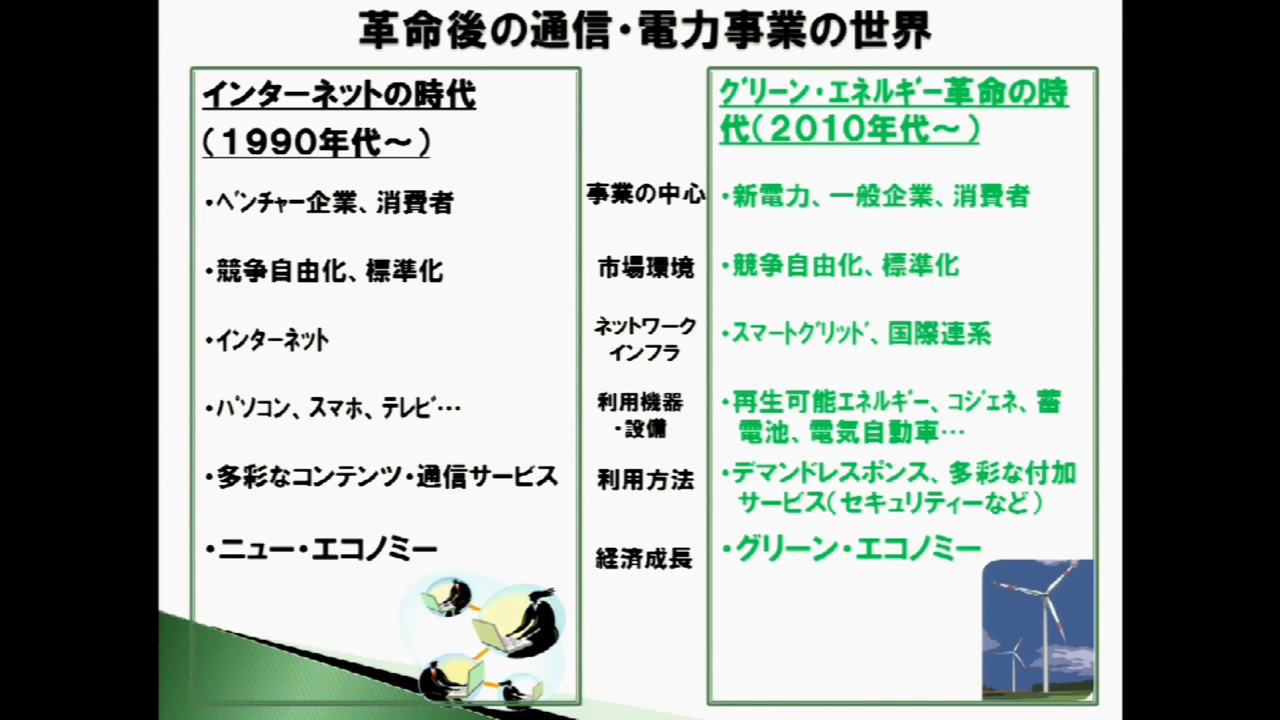 革命後の通信・電力事業の世界
インターネットの時代
（１９９０年代～）
・ﾍﾞﾝﾁｬｰ企業、消費者
・競争自由化、標準化
・ｲﾝﾀｰﾈｯﾄ
・ﾊﾟｿｺﾝ、ｽﾏﾎ、ﾃﾚﾋﾞ…
・多彩なコンテンツ・通信サービス
・ニュー・エコノミー
事業の中心
市場環境
ネットワーク
インフラ
利用機器
・設備
利用方法
経済成長
ｸﾞﾘｰﾝ・ｴﾈﾙｷﾞｰ革命の時
代（２０１０年代～）
・新電力、一般企業、消費者
・競争自由化、標準化
・ｽﾏｰﾄｸﾞﾘｯﾄﾞ、国際連系
・再生可能ｴﾈﾙｷﾞｰ、ｺｼﾞｪﾈ、蓄
電池、電気自動車…
・デマンドレスポンス、多彩な付加
サービス（セキュリティーなど）
・グリーン・エコノミー